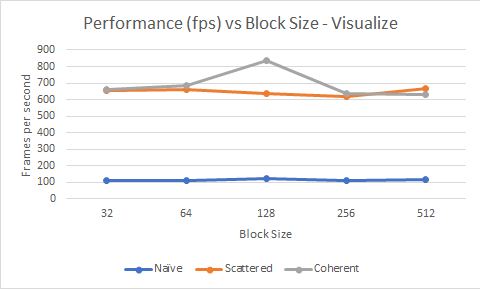 Performance (fps) vs Block Size - Visualize
Frames per second
900
800
700
600
500
400
300
200
100
0
32 64 128 256 512
Block Size
Naïve Scattered Coherent